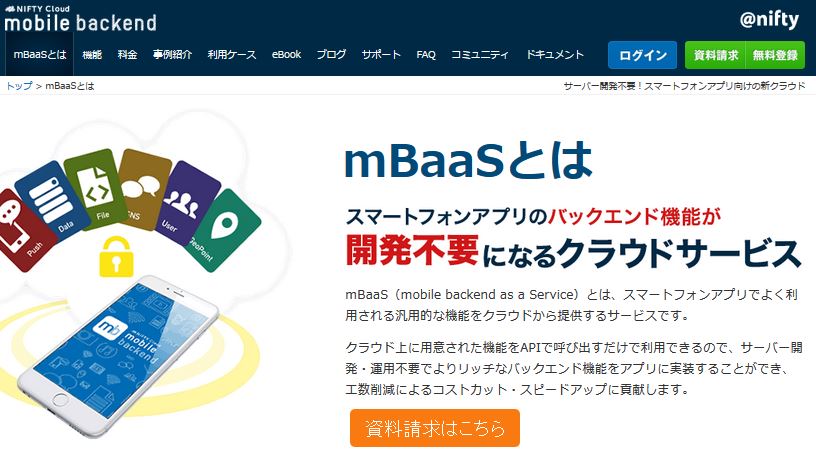 NIFTY Cloud
mobile backend
@nifty
mBaaSとは 機能 料金 事例紹介 利用ケース eBook ブログ サポート FAQ コミュニティ ドキュメント ログイン 資料請求 無料登録
トップ > mBaaSとは
サーバー開発不要！スマートフォンアプリ向けの新クラウド
mBaaSとは
スマートフォンアプリのバックエンド機能が
開発不要になるクラウドサービス
mBaaS（mobile backend as a Service）とは、スマートフォンアプリでよく利
用される汎用的な機能をクラウドから提供するサービスです。
クラウド上に用意された機能をAPIで呼び出すだけで利用できるので、サーバー開
発・運用不要でよりリッチなバックエンド機能をアプリに実装することができ、
工数削減によるコストカット・スピードアップに貢献します。
資料請求はこちら
Push
Data
File
SNS
User
GeoPoint
mb
mobile
backend